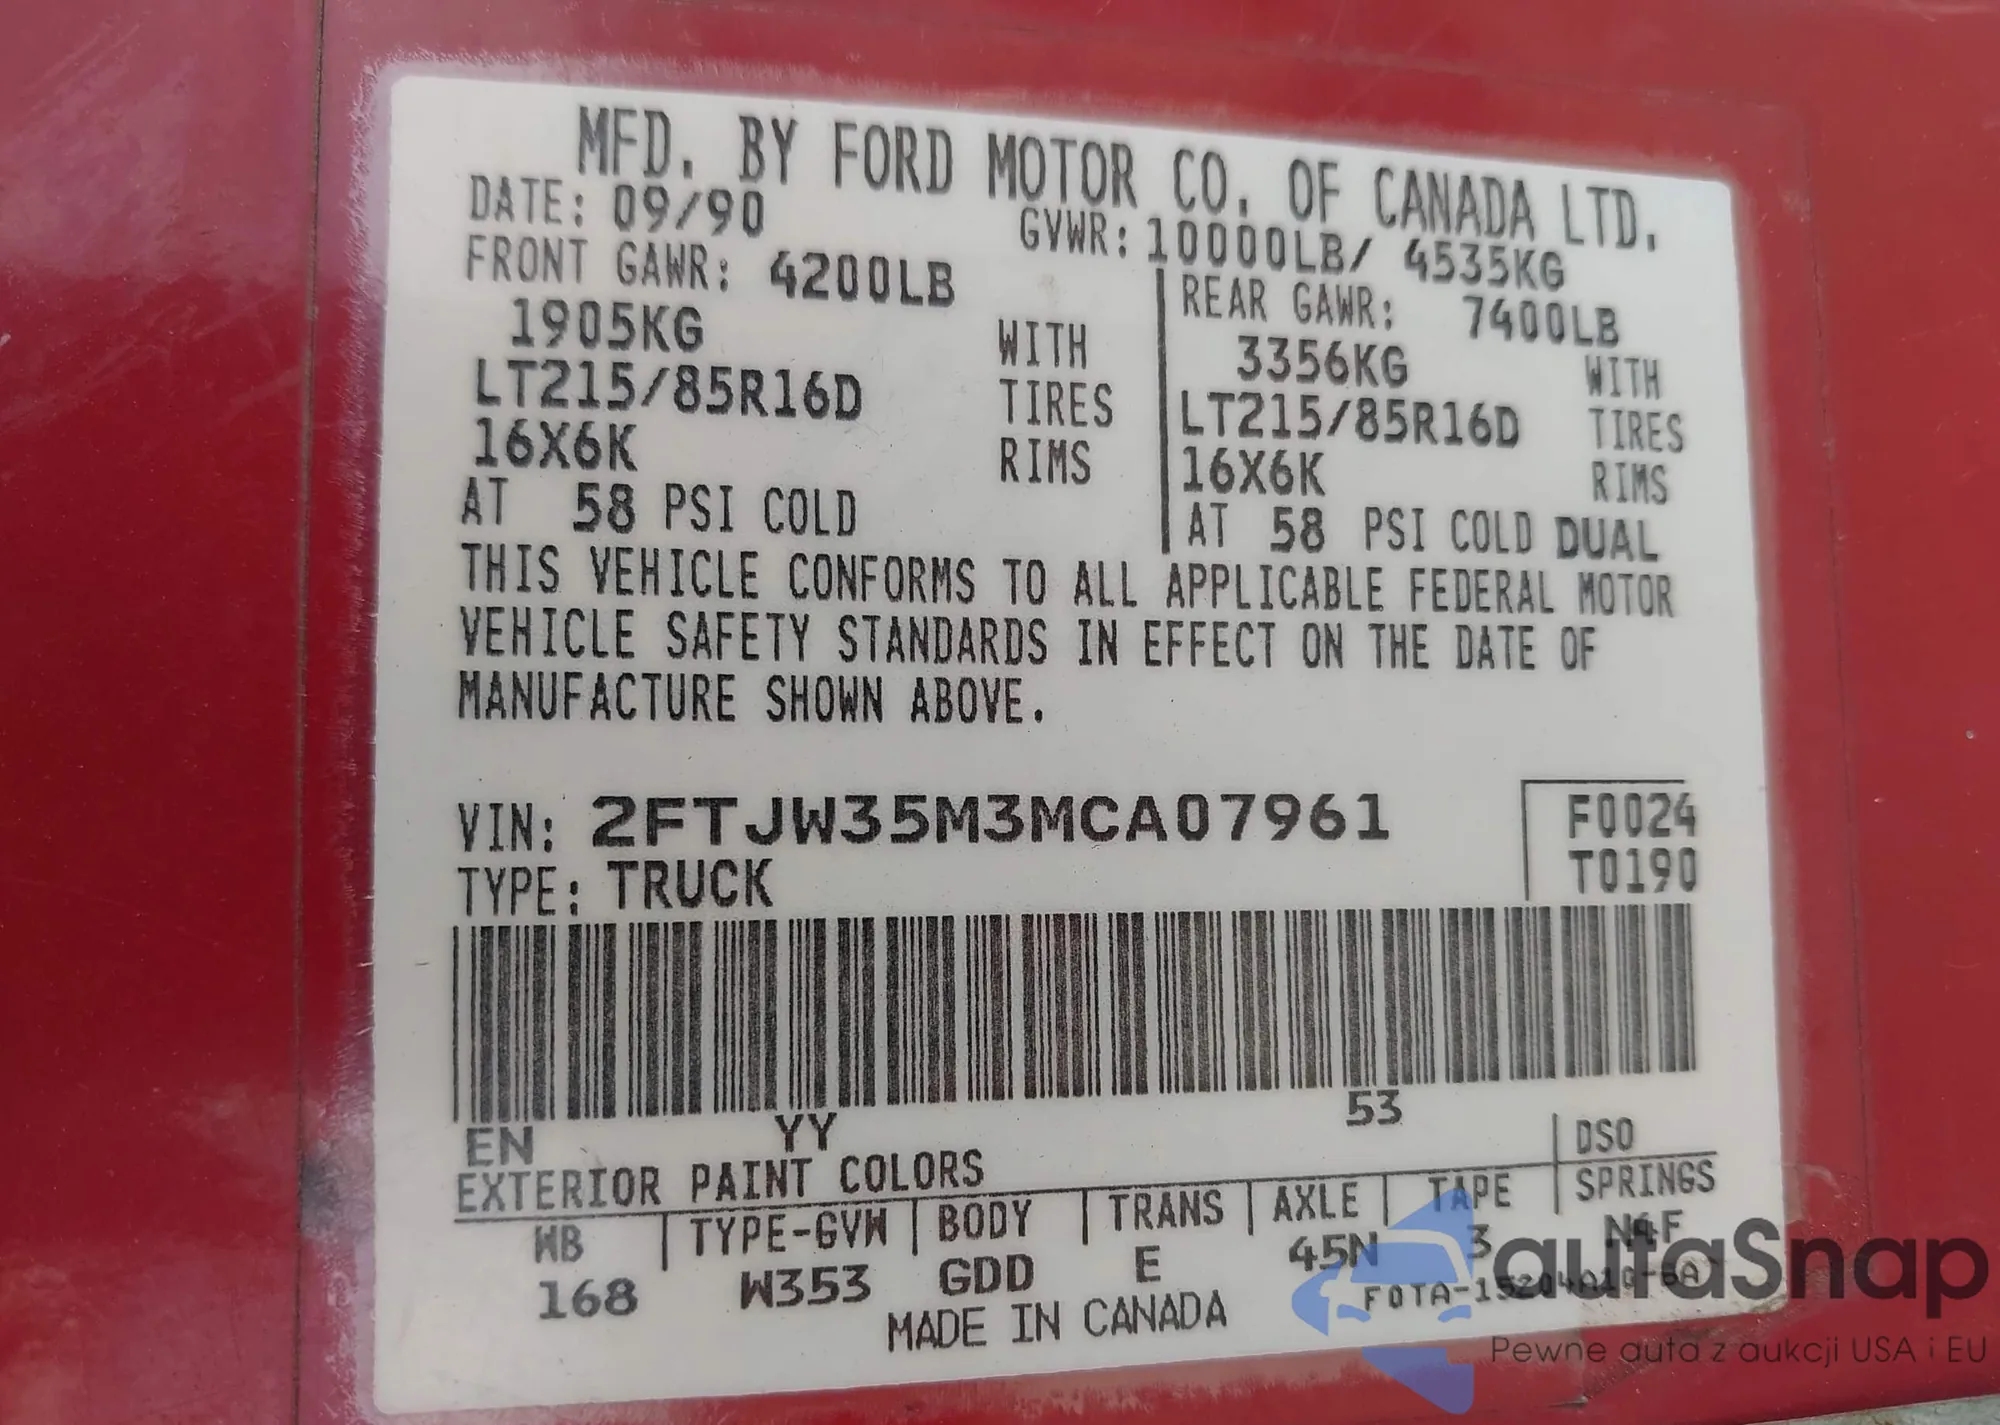 MFD. BY FORD MOTOR CO. OF CANADA LTD.
DATE: 09/90 GVWR: 10000LB/ 4535KG
FRONT GAWR: 4200LB REAR GAWR: 7400LB
1905KG WITH 3356KG WITH
LT215/85R16D TIRES LT215/85R16D TIRES
16X6K RIMS 16X6K RIMS
AT 58 PSI COLD AT 58 PSI COLD DUAL
THIS VEHICLE CONFORMS TO ALL APPLICABLE FEDERAL MOTOR
VEHICLE SAFETY STANDARDS IN EFFECT ON THE DATE OF
MANUFACTURE SHOWN ABOVE.
VIN: 2FTJW35M3MCA07961 F0024
TYPE: TRUCK T0190
EN YY 53 DSO
EXTERIOR PAINT COLORS
WB TYPE-GVW BODY TRANS AXLE TAPE SPRINGS
168 W353 GDD E 45N 3 N4F
MADE IN CANADA
autaSnap
Pewne auta z aukcji USA i EU